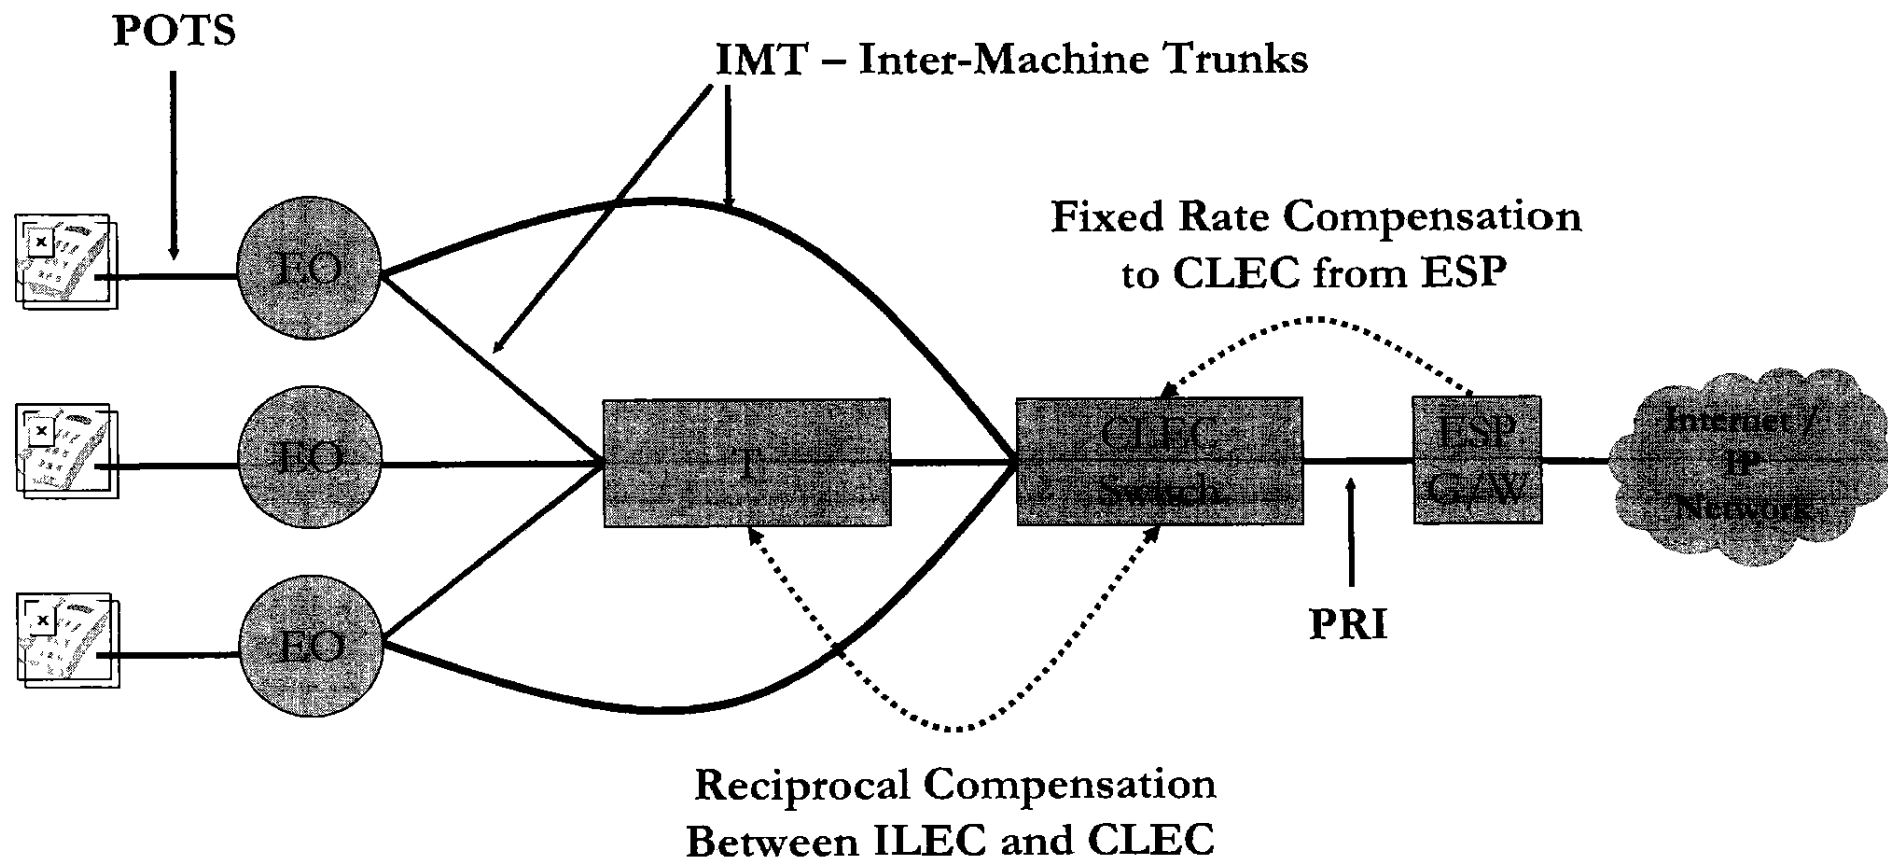 POTS
IMT – Inter-Machine Trunks
Fixed Rate Compensation
to CLEC from ESP
x
EO
x
EO
x
EO
T
CLEC
Switch
ESP
G/W
Internet /
IP
Network
PRI
Reciprocal Compensation
Between ILEC and CLEC